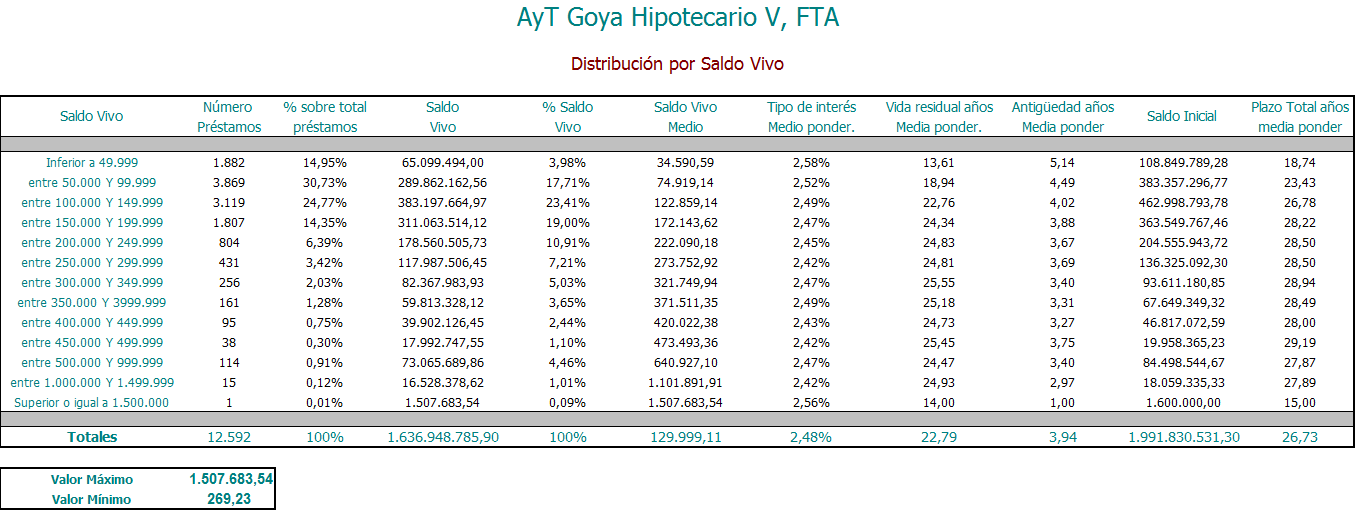 AyT Goya Hipotecario V, FTA
Distribución por Saldo Vivo
Saldo Vivo Número Préstamos % sobre total préstamos Saldo Vivo % Saldo Vivo Saldo Vivo Medio Tipo de interés Medio ponder. Vida residual años Media ponder. Antigüedad años Media ponder Saldo Inicial Plazo Total años media ponder
Inferior a 49.999 1.882 14,95% 65.099.494,00 3,98% 34.590,59 2,58% 13,61 5,14 108.849.789,28 18,74
entre 50.000 Y 99.999 3.869 30,73% 289.862.162,56 17,71% 74.919,14 2,52% 18,94 4,49 383.357.296,77 23,43
entre 100.000 Y 149.999 3.119 24,77% 383.197.664,97 23,41% 122.859,14 2,49% 22,76 4,02 462.998.793,78 26,78
entre 150.000 Y 199.999 1.807 14,35% 311.063.514,12 19,00% 172.143,62 2,47% 24,34 3,88 363.549.767,46 28,22
entre 200.000 Y 249.999 804 6,39% 178.560.505,73 10,91% 222.090,18 2,45% 24,83 3,67 204.555.943,72 28,50
entre 250.000 Y 299.999 431 3,42% 117.987.506,45 7,21% 273.752,92 2,42% 24,81 3,69 136.325.092,30 28,50
entre 300.000 Y 349.999 256 2,03% 82.367.983,93 5,03% 321.749,94 2,47% 25,55 3,40 93.611.180,85 28,94
entre 350.000 Y 3999.999 161 1,28% 59.813.328,12 3,65% 371.511,35 2,49% 25,18 3,31 67.649.349,32 28,49
entre 400.000 Y 449.999 95 0,75% 39.902.126,45 2,44% 420.022,38 2,43% 24,73 3,27 46.817.072,59 28,00
entre 450.000 Y 499.999 38 0,30% 17.992.747,55 1,10% 473.493,36 2,42% 25,45 3,75 19.958.365,23 29,19
entre 500.000 Y 999.999 114 0,91% 73.065.689,86 4,46% 640.927,10 2,47% 24,47 3,40 84.498.544,67 27,87
entre 1.000.000 Y 1.499.999 15 0,12% 16.528.378,62 1,01% 1.101.891,91 2,42% 24,93 2,97 18.059.335,33 27,89
Superior o igual a 1.500.000 1 0,01% 1.507.683,54 0,09% 1.507.683,54 2,56% 14,00 1,00 1.600.000,00 15,00
Totales 12.592 100% 1.636.948.785,90 100% 129.999,11 2,48% 22,79 3,94 1.991.830.531,30 26,73
Valor Máximo 1.507.683,54
Valor Mínimo 269,23